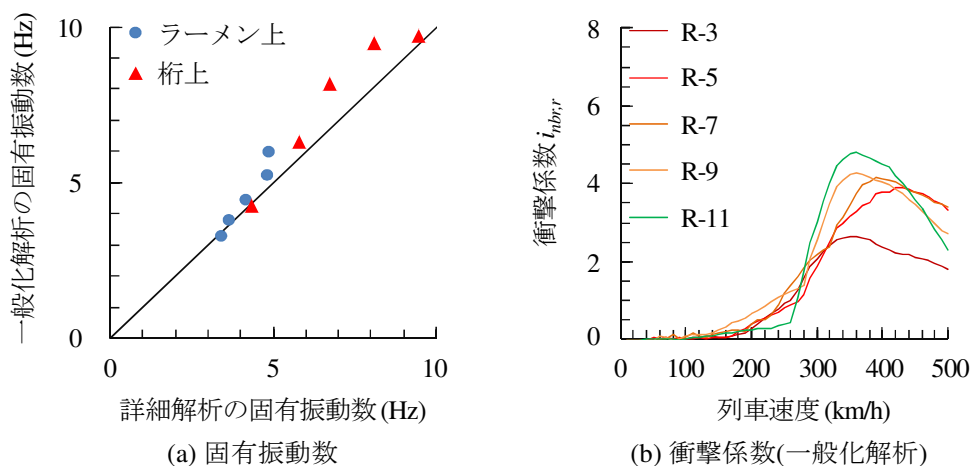 10
ラーメン上
桁上
5
0
0
5
10
一般化解析の固有振動数(Hz)
詳細解析の固有振動数(Hz)
(a) 固有振動数
8
R-3
R-5
6
R-7
R-9
4
R-11
2
0
0
100
200
300
400
500
衝撃係数 inbr,r
列車速度(km/h)
(b) 衝撃係数(一般化解析)